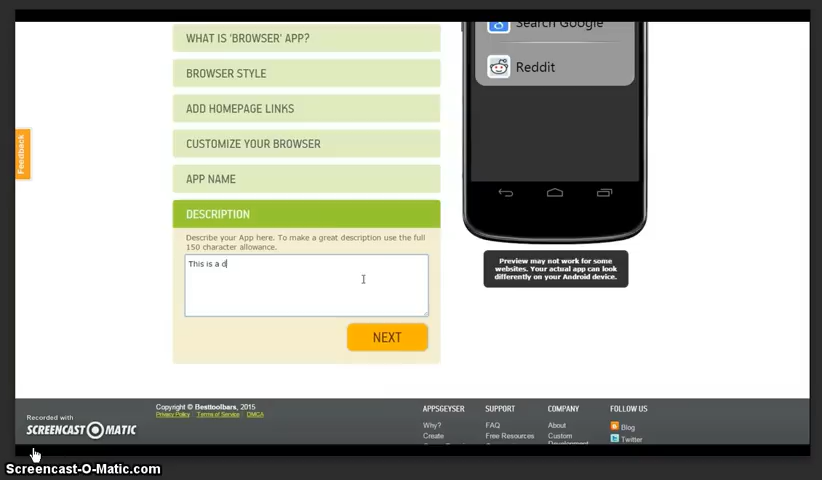 Search Google
WHAT IS 'BROWSER' APP?
Reddit
BROWSER STYLE
ADD HOMEPAGE LINKS
CUSTOMIZE YOUR BROWSER
Feedback
APP NAME
DESCRIPTION
Describe your App here. To make a great description use the full
150 character allowance.
This is a d
NEXT
Preview may not work for some
websites. Your actual app can look
differently on your Android device.
Copyright © Besttoolbars, 2015.
Privacy Policy Terms of Service DMCA
APPSGEYSER SUPPORT COMPANY FOLLOW US
Why? FAQ About Blog
Create Free Resources Custom Twitter
Development
Recorded with
SCREENCAST-O-MATIC
Screencast-O-Matic.com